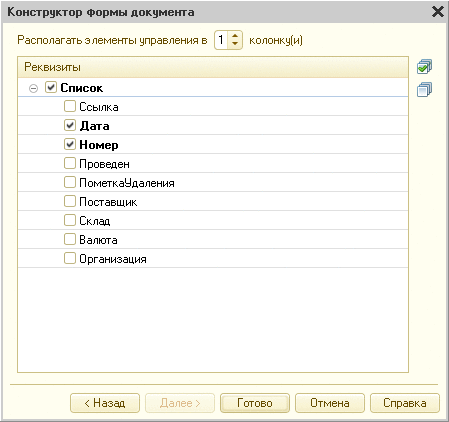 Конструктор формы документа
Располагать элементы управления в 1 колонку(и)
Реквизиты
Список
Ссылка
Дата
Номер
Проведен
ПометкаУдаления
Поставщик
Склад
Валюта
Организация
< Назад Далее > Готово Отмена Справка